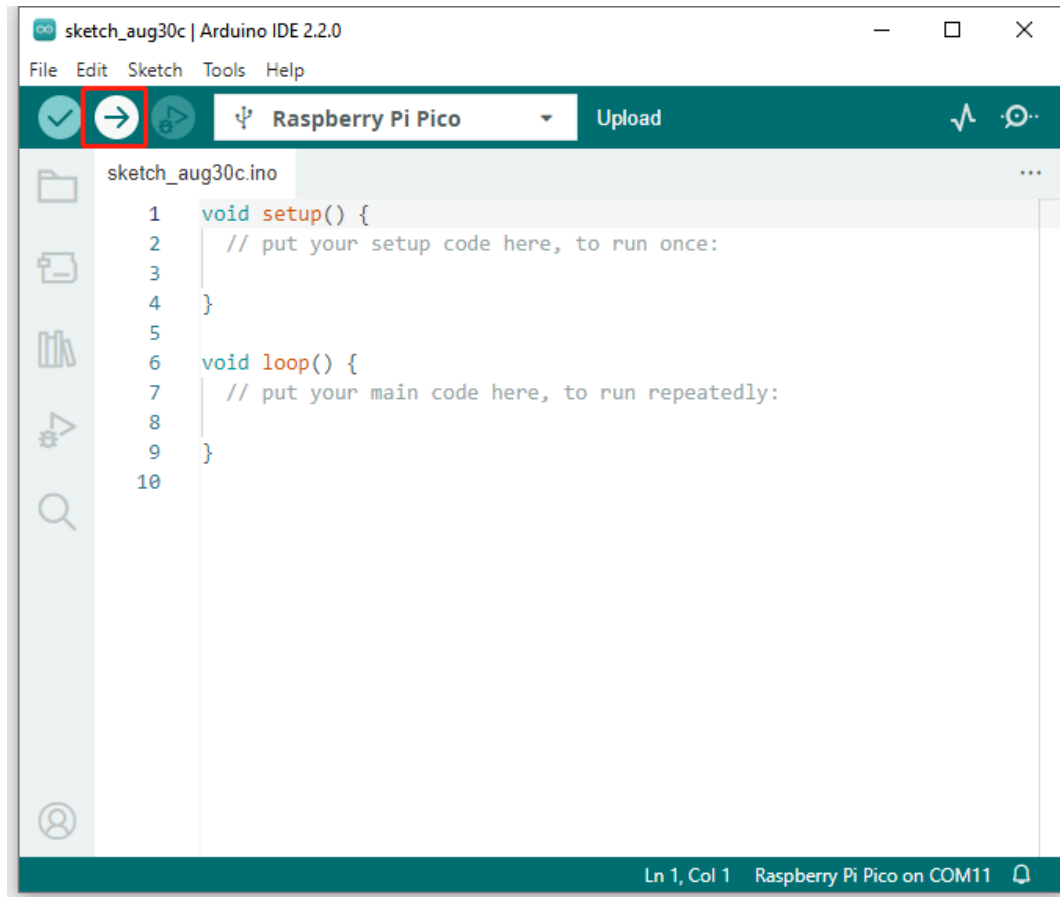 sketch_aug30c | Arduino IDE 2.2.0
File Edit Sketch Tools Help
Raspberry Pi Pico Upload
sketch_aug30c.ino
1 void setup() {
2 // put your setup code here, to run once:
3
4 }
5
6 void loop() {
7 // put your main code here, to run repeatedly:
8
9 }
10
Ln 1, Col 1 Raspberry Pi Pico on COM11